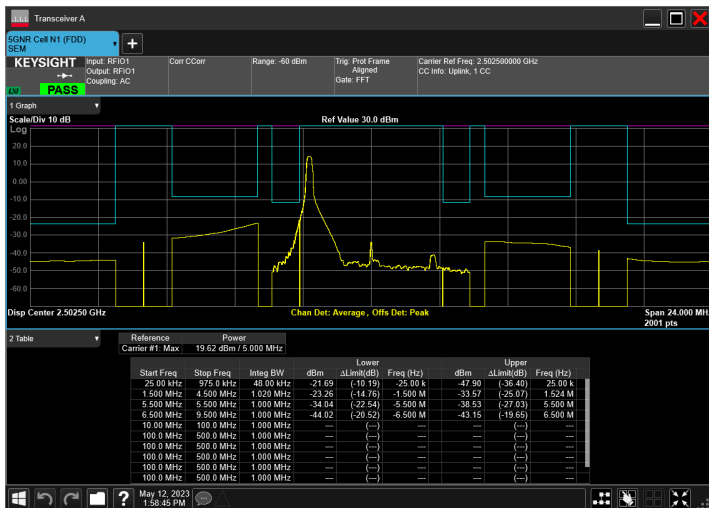 Transceiver A
5GNR Cell N1 (FDD)
SEM
KEYSIGHT
PASS
Input: RFIO1
Output: RFIO1
Coupling: AC
Corr CCorr
Range: -60 dBm
Trig: Prot Frame
Aligned
Gate: FFT
Carrier Ref Freq: 2.502500000 GHz
CC Info: Uplink, 1 CC
1 Graph
Scale/Div 10 dB
Ref Value 30.0 dBm
Log
20.0
10.0
0.00
-10.0
-20.0
-30.0
-40.0
-50.0
-60.0
Disp Center 2.50250 GHz
Chan Det: Average, Offs Det: Peak
Span 24.000 MH
2001 pts
2 Table
Reference Power
Carrier #1: Max 19.62 dBm / 5.000 MHz
Lower Upper
Start Freq Stop Freq Integ BW dBm ΔLimit(dB) Freq (Hz) dBm ΔLimit(dB) Freq (Hz)
25.00 kHz 975.0 kHz 48.00 kHz -21.69 (-10.19) -25.00 k -47.90 (-36.40) 25.00 k
1.500 MHz 4.500 MHz 1.020 MHz -23.26 (-14.76) -1.500 M -33.57 (-25.07) 1.524 M
5.500 MHz 5.500 MHz 1.000 MHz -34.04 (-22.54) -5.500 M -38.53 (-27.03) 5.500 M
6.500 MHz 9.500 MHz 1.000 MHz -44.02 (-20.52) -6.500 M -43.15 (-19.65) 6.500 M
10.00 MHz 100.0 MHz 1.000 MHz --- (---) --- --- (---) ---
100.0 MHz 500.0 MHz 1.000 MHz --- (---) --- --- (---) ---
100.0 MHz 500.0 MHz 1.000 MHz --- (---) --- --- (---) ---
100.0 MHz 500.0 MHz 1.000 MHz --- (---) --- --- (---) ---
100.0 MHz 500.0 MHz 1.000 MHz --- (---) --- --- (---) ---
100.0 MHz 500.0 MHz 1.000 MHz --- (---) --- --- (---) ---
May 12, 2023
1:58:45 PM